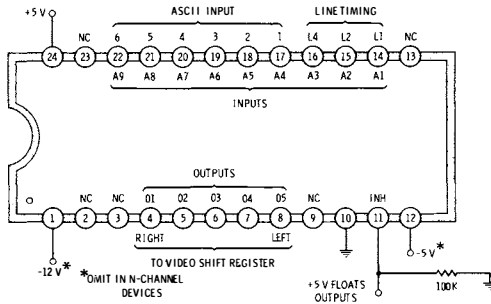 ASCII INPUT LINE TIMING
+5 V NC 6 5 4 3 2 1 L4 L2 L1 NC
24 23 22 21 20 19 18 17 16 15 14 13
A9 A8 A7 A6 A5 A4 A3 A2 A1
INPUTS
OUTPUTS
NC NC 01 02 03 04 05 NC INH
1 2 3 4 5 6 7 8 9 10 11 12
RIGHT LEFT
-12 V* TO VIDEO SHIFT REGISTER -5 V*
*OMIT IN N-CHANNEL
DEVICES
+5 V FLOATS
OUTPUTS
100K